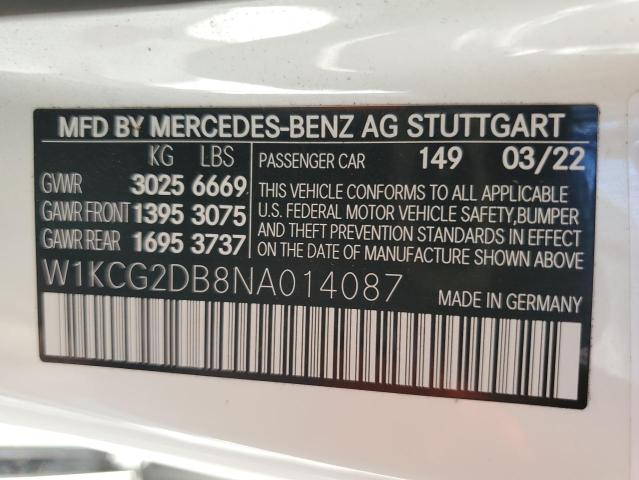 MFD BY MERCEDES-BENZ AG STUTTGART
KG LBS PASSENGER CAR 149 03/22
GVWR 3025 6669 THIS VEHICLE CONFORMS TO ALL APPLICABLE
GAWR FRONT 1395 3075 U.S. FEDERAL MOTOR VEHICLE SAFETY,BUMPER
AND THEFT PREVENTION STANDARDS IN EFFECT
GAWR REAR 1695 3737 ON THE DATE OF MANUFACTURE SHOWN ABOVE.
W1KCG2DB8NA014087 MADE IN GERMANY